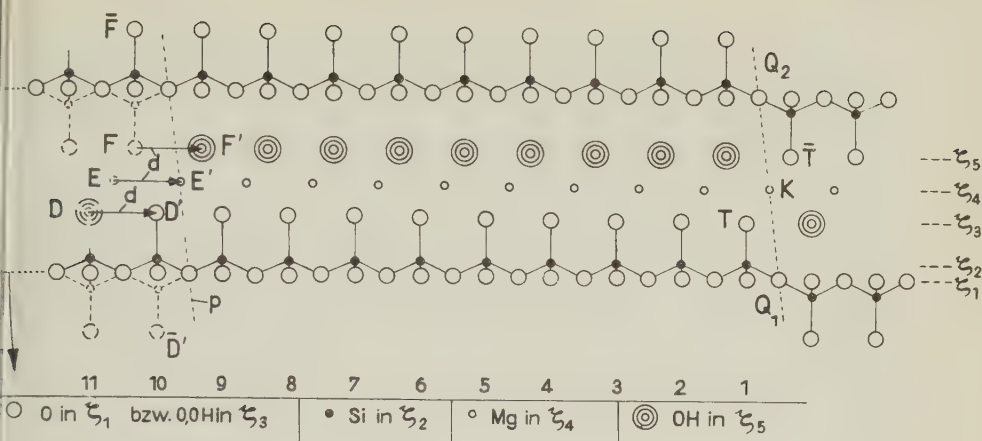 F̄
Q₂
F
F'
T̄
ζ₅
d
E
E'
K
ζ₄
d
D
D'
T
ζ₃
ζ₂
ζ₁
P
Q₁
D̄'
11 10 9 8 7 6 5 4 3 2 1
O in ζ₁ bzw. O,OH in ζ₃ Si in ζ₂ Mg in ζ₄ OH in ζ₅